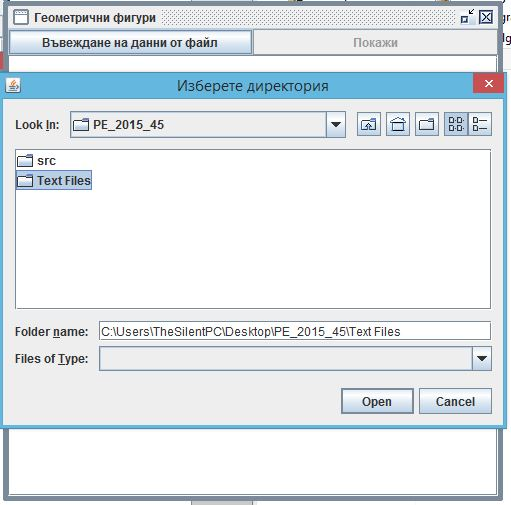 Геометрични фигури
Въвеждане на данни от файл
Покажи
Изберете директория
Look In:
PE_2015_45
src
Text Files
Folder name:
C:\Users\TheSilentPC\Desktop\PE_2015_45\Text Files
Files of Type:
Open
Cancel